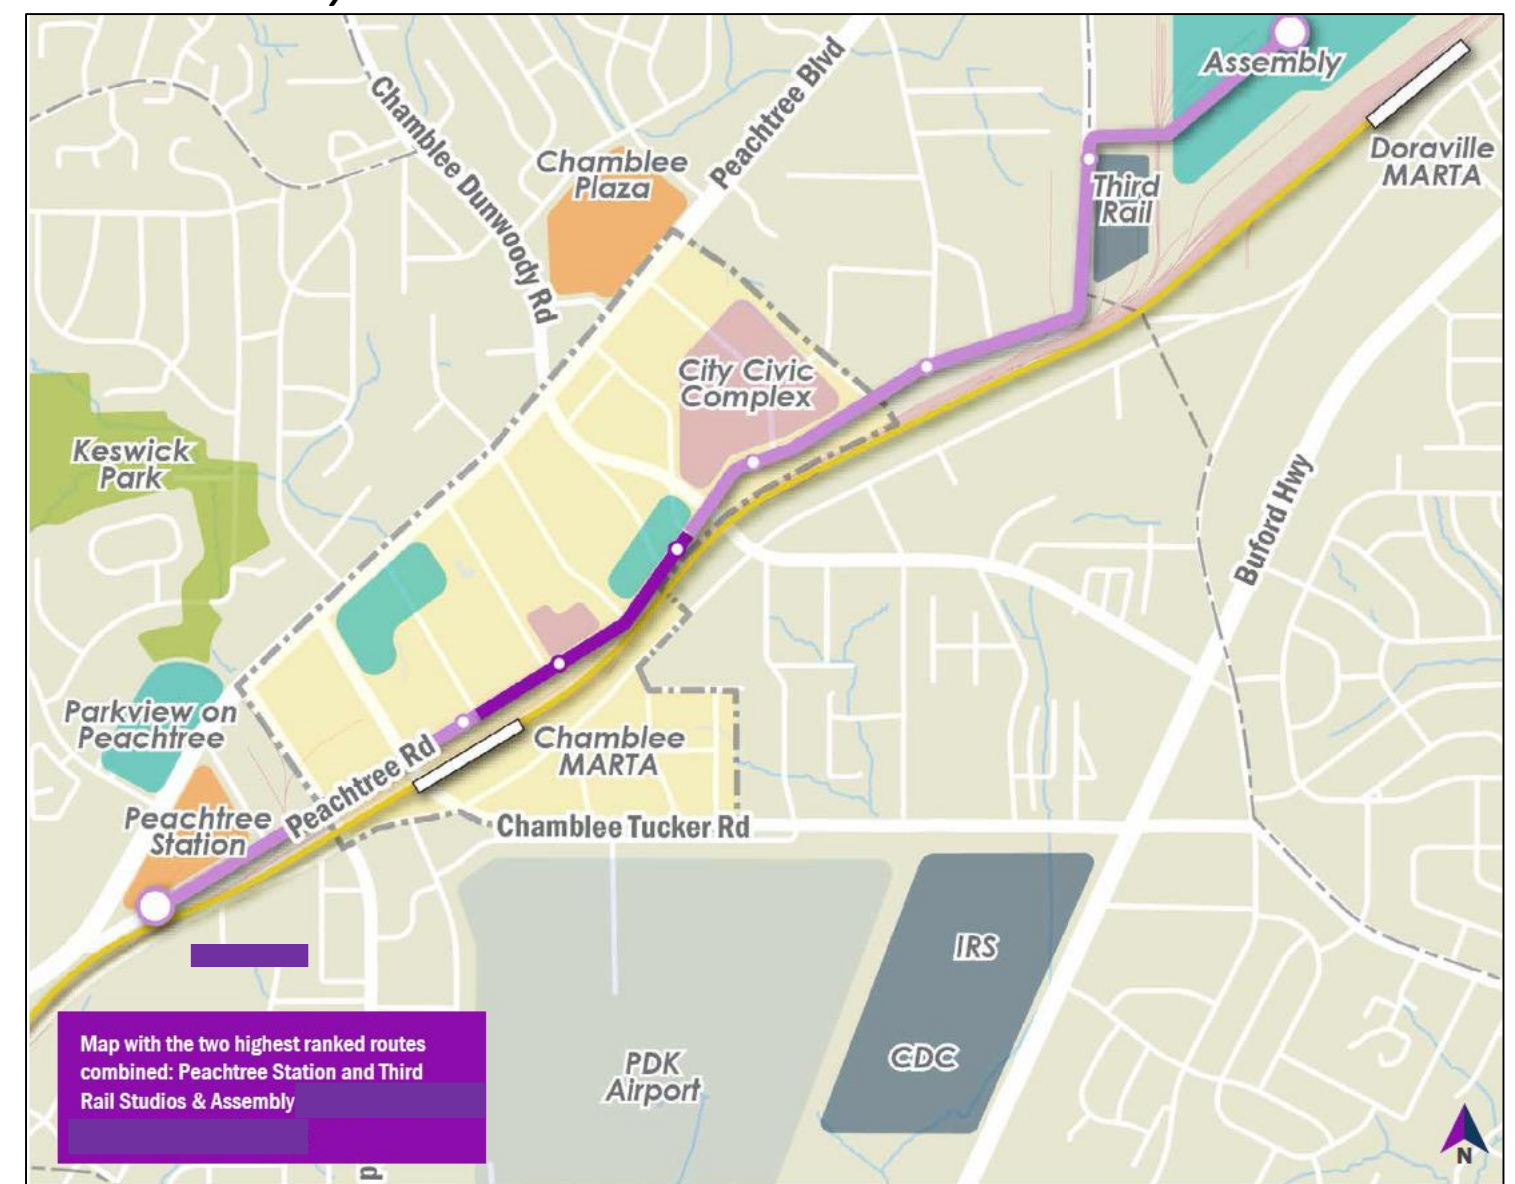 Assembly
Peachtree Blvd
Chamblee Dunwoody Rd
Chamblee
Plaza
Doraville
MARTA
Third
Rail
City Civic
Complex
Keswick
Park
Buford Hwy
Parkview on
Peachtree
Chamblee
MARTA
Peachtree Rd
Peachtree
Station
Chamblee Tucker Rd
IRS
CDC
PDK
Airport
Map with the two highest ranked routes
combined: Peachtree Station and Third
Rail Studios & Assembly
N